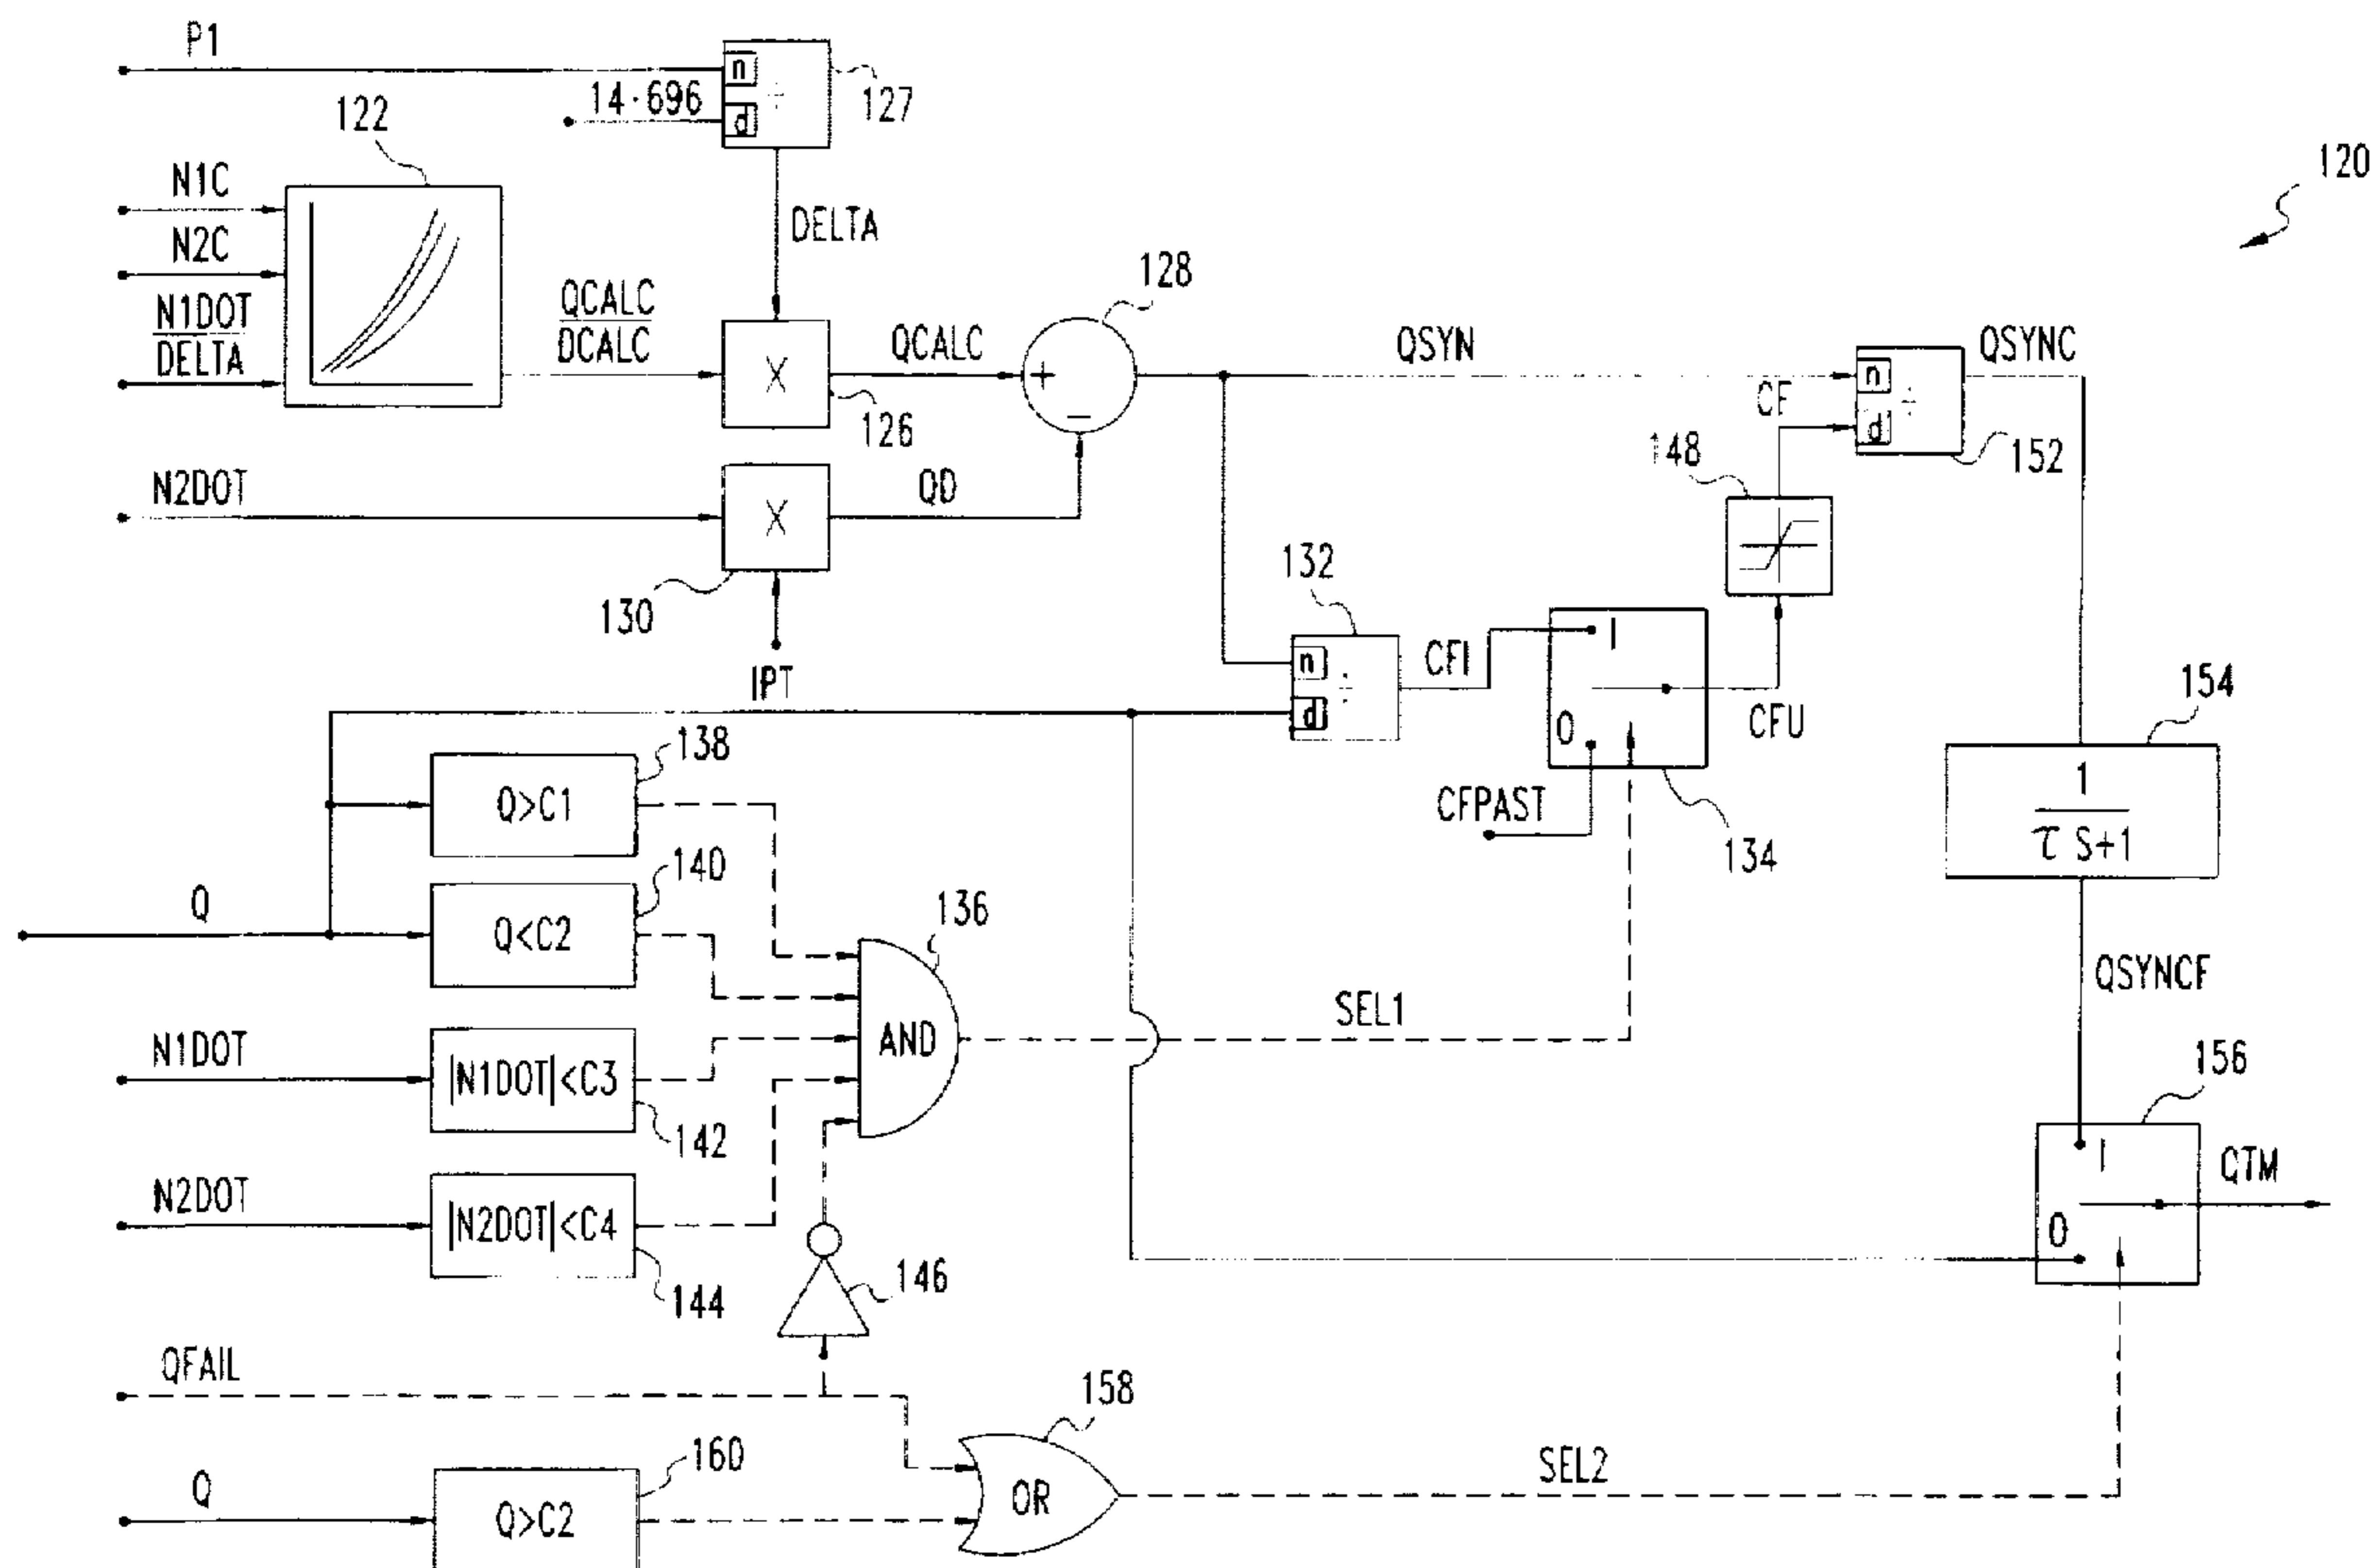 P1
n
÷
14.696
d
127
122
120
N1C
N2C
DELTA
128
N1DOT
DELTA
QCALC
DCALC
X
126
QCALC
+
−
QSYN
n
÷
d
QSYNC
CF
152
148
N2DOT
X
QD
130
132
IPT
n
÷
d
CFI
1
0
CFU
134
CFPAST
154
1
τ S+1
138
Q>C1
140
Q
Q<C2
136
QSYNCF
N1DOT
|N1DOT|<C3
142
AND
SEL1
156
1
0
QTM
N2DOT
|N2DOT|<C4
144
146
QFAIL
158
160
Q
Q>C2
OR
SEL2